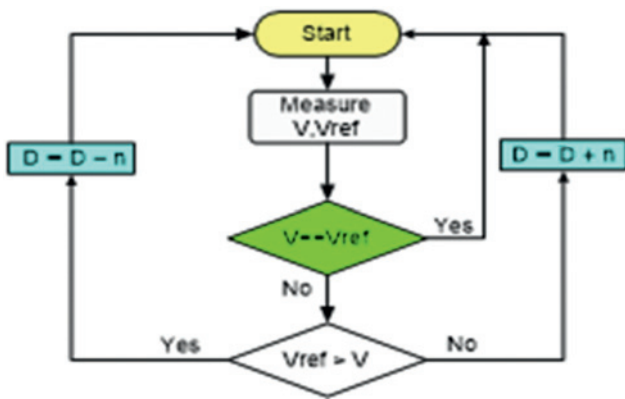 Start
Measure
V,Vref
D = D − n
D = D + n
V==Vref
Yes
No
Yes
Vref > V
No